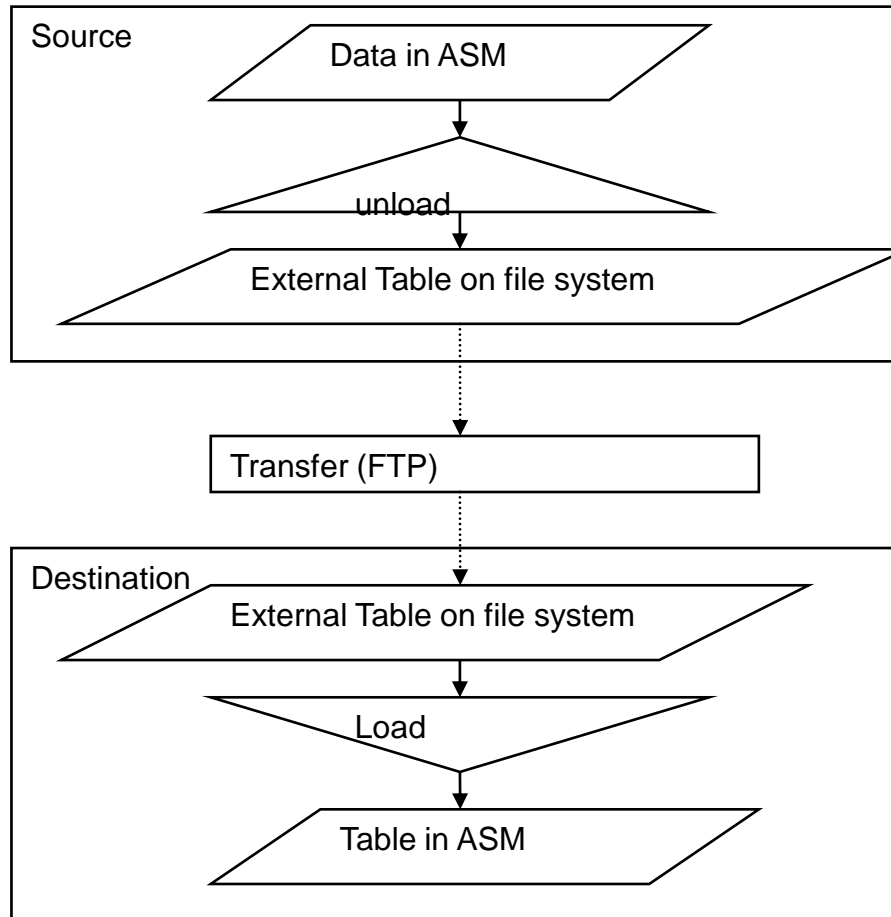 Source
Data in ASM
unload
External Table on file system
Transfer (FTP)
Destination
External Table on file system
Load
Table in ASM